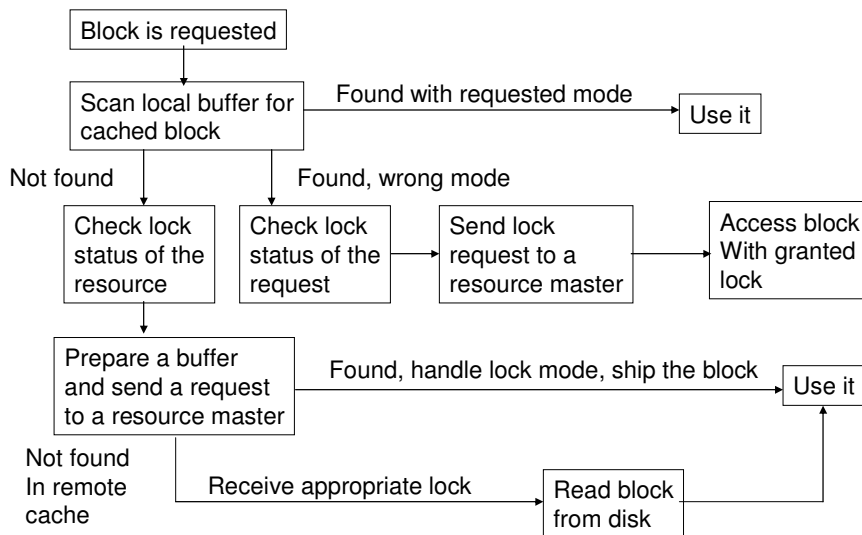 Block is requested
Scan local buffer for
cached block
Found with requested mode
Use it
Not found
Found, wrong mode
Check lock
status of the
resource
Check lock
status of the
request
Send lock
request to a
resource master
Access block
With granted
lock
Prepare a buffer
and send a request
to a resource master
Found, handle lock mode, ship the block
Use it
Not found
In remote
cache
Receive appropriate lock
Read block
from disk